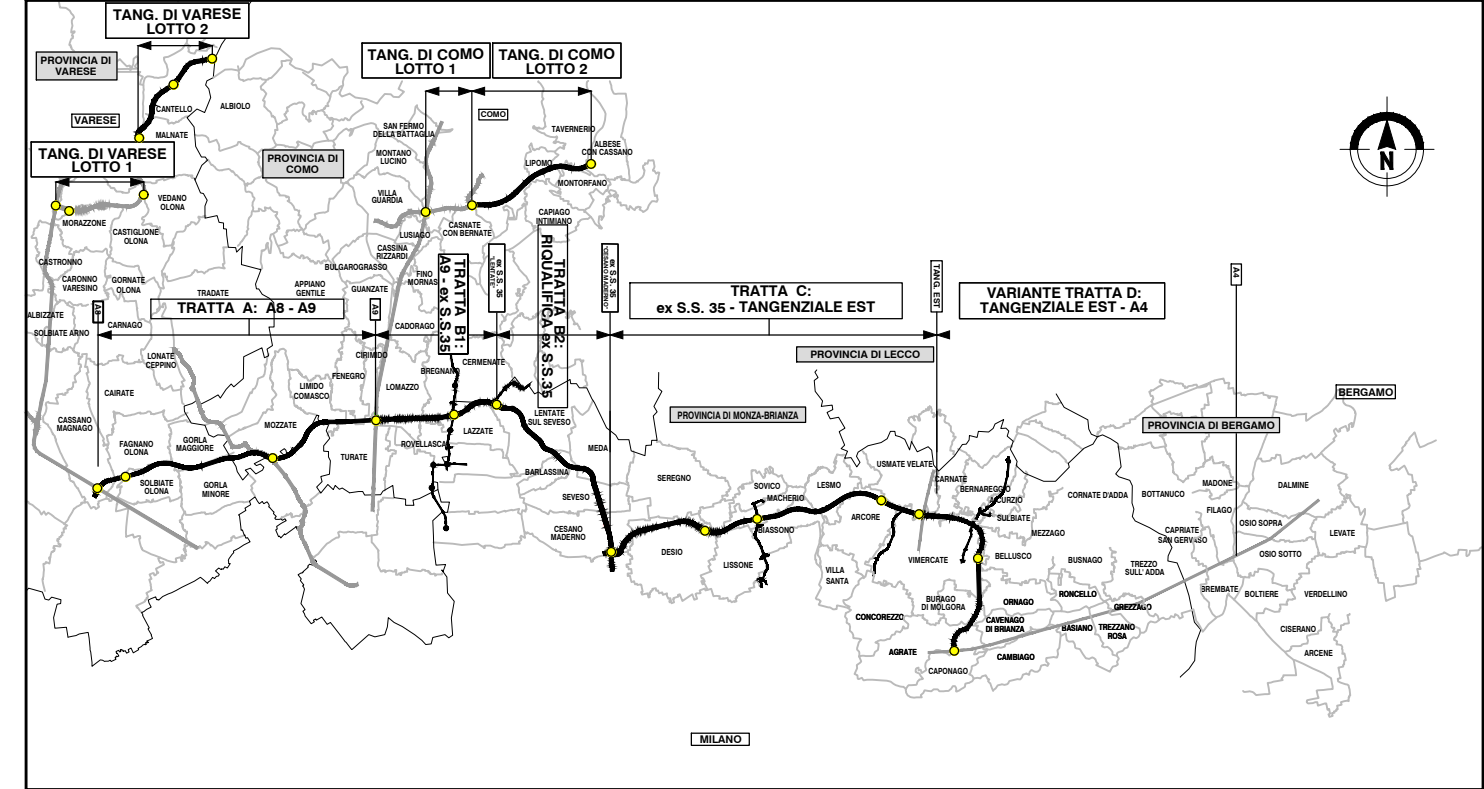 TANG. DI VARESE
LOTTO 2
PROVINCIA DI
VARESE
CANTELLO
ALBIOLO
VARESE
MALNATE
TANG. DI VARESE
LOTTO 1
VEDANO
OLONA
MORAZZONE
CASTIGLIONE
OLONA
PROVINCIA DI
COMO
TANG. DI COMO
LOTTO 1
TANG. DI COMO
LOTTO 2
COMO
SAN FERMO
DELLA BATTAGLIA
MONTANO
LUCINO
VILLA
GUARDIA
TAVERNERIO
ALBESE
CON CASSANO
LIPOMO
MONTORFANO
CAPIAGO
INTIMIANO
LUSIAGO
CASNATE
CON BERNATE
CASSINA
RIZZARDI
BULGAROGRASSO
FINO
MORNAS
GUANZATE
APPIANO
GENTILE
N
CASTRONNO
CARONNO
VARESINO
GORNATE
OLONA
TRADATE
ALBIZZATE
SOLBIATE ARNO
CARNAGO
A8
TRATTA A: A8 - A9
A9
CADORAGO
TRATTA B1:
A9 - ex S.S.35
ex S.S. 35
"LENTATE"
TRATTA B2:
RIQUALIFICA ex S.S.35
ex S.S. 35
"CESANO MADERNO"
TRATTA C:
ex S.S. 35 - TANGENZIALE EST
TANG. EST
VARIANTE TRATTA D:
TANGENZIALE EST - A4
A4
LONATE
CEPPINO
CIRIMIDO
FENEGRO
LIMIDO
COMASCO
LOMAZZO
BREGNANO
CERMENATE
PROVINCIA DI LECCO
PROVINCIA DI MONZA-BRIANZA
BERGAMO
PROVINCIA DI BERGAMO
CAIRATE
CASSANO
MAGNAGO
FAGNANO
OLONA
GORLA
MAGGIORE
MOZZATE
SOLBIATE
OLONA
GORLA
MINORE
TURATE
ROVELLASCA
LAZZATE
LENTATE
SUL SEVESO
MEDA
BARLASSINA
SEVESO
CESANO
MADERNO
SEREGNO
DESIO
LISSONE
SOVICO
MACHERIO
BIASSONO
LESMO
ARCORE
USMATE VELATE
CARNATE
BERNAREGGIO
SULBIATE
MEZZAGO
CORNATE D'ADDA
BOTTANUCO
MADONE
FILAGO
DALMINE
OSIO SOPRA
CAPRIATE
SAN GERVASO
LEVATE
OSIO SOTTO
VIMERCATE
BELLUSCO
BUSNAGO
TREZZO
SULL' ADDA
VILLA
SANTA
BURAGO
DI MOLGORA
ORNAGO
RONCELLO
GREZZAGO
BREMBATE
BOLTIERE
VERDELLINO
CONCOREZZO
CAVENAGO
DI BRIANZA
BASIANO
TREZZANO
ROSA
CISERANO
ARCENE
AGRATE
CAMBIAGO
CAPONAGO
MILANO